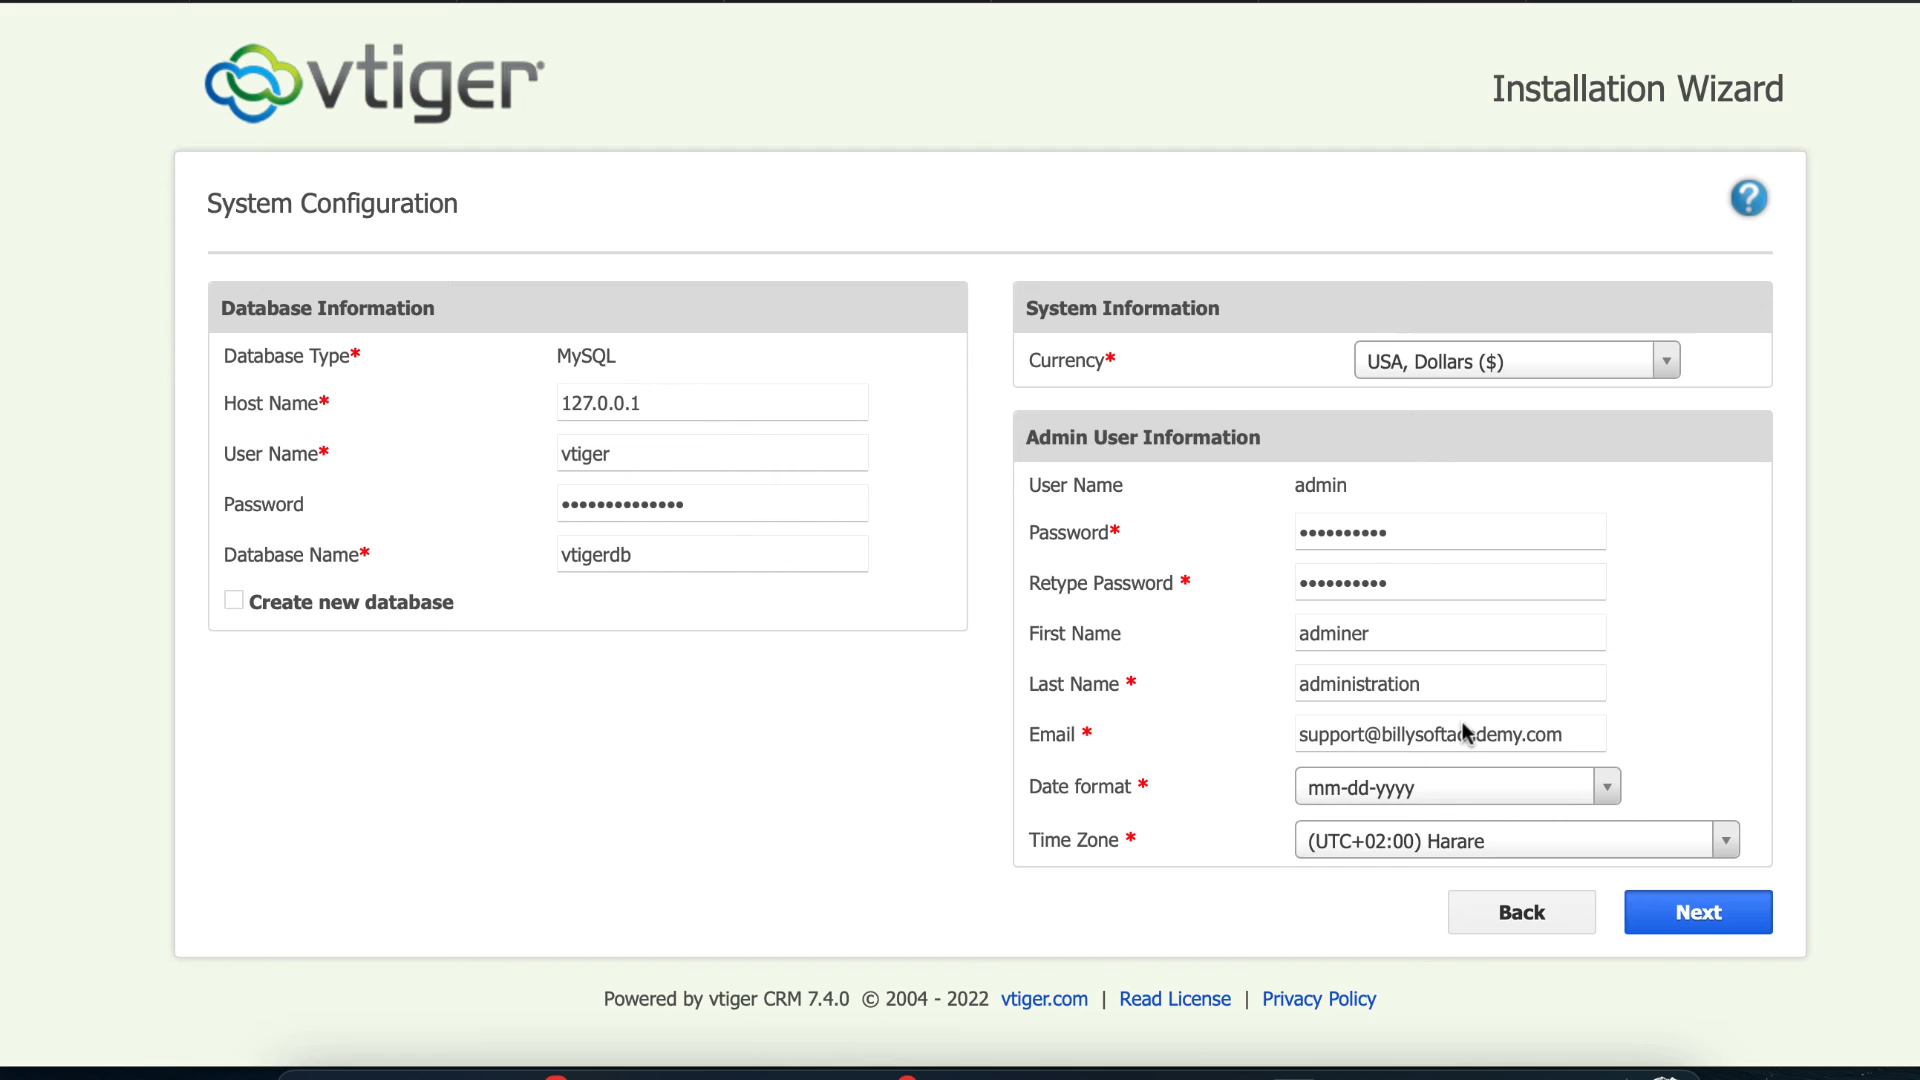 vtiger
Installation Wizard
System Configuration
?
Database Information
Database Type* MySQL
Host Name* 127.0.0.1
User Name* vtiger
Password ••••••••••••••
Database Name* vtigerdb
Create new database
System Information
Currency* USA, Dollars ($)
Admin User Information
User Name admin
Password* ••••••••••
Retype Password * ••••••••••
First Name adminer
Last Name * administration
Email * support@billysoftacademy.com
Date format * mm-dd-yyyy
Time Zone * (UTC+02:00) Harare
Back Next
Powered by vtiger CRM 7.4.0 © 2004 - 2022 vtiger.com | Read License | Privacy Policy